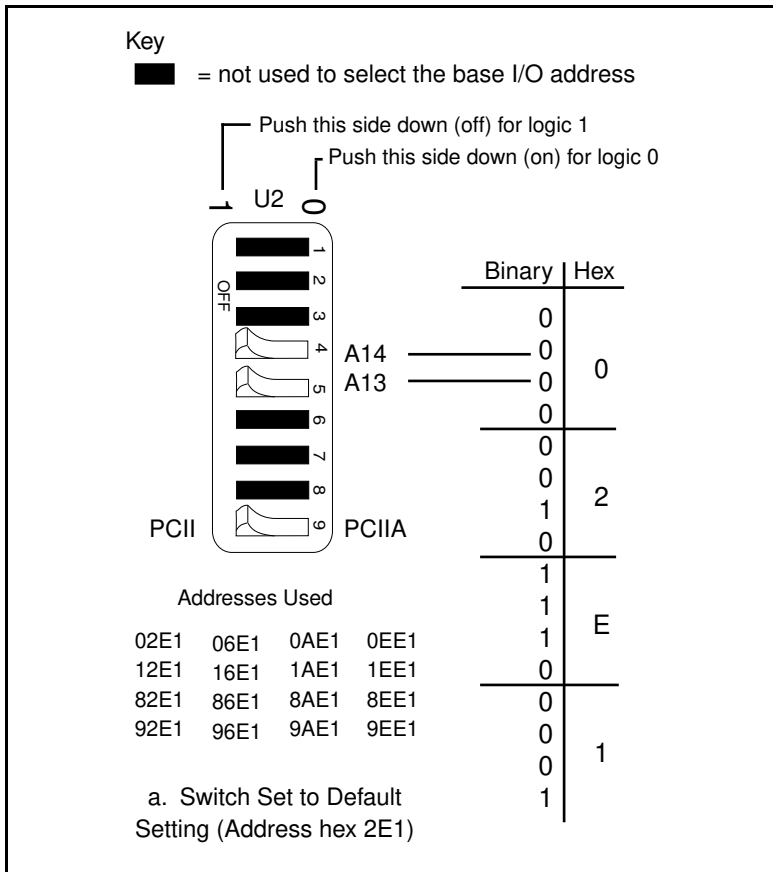 Key
= not used to select the base I/O address
Push this side down (off) for logic 1
Push this side down (on) for logic 0
1 U2 0
OFF
1
2
3
4 A14
5 A13
6
7
8
PCII 9 PCIIA
Binary Hex
0
0
0
0
0
0
0
1
0
2
1
1
1
0
E
0
0
0
1
1
Addresses Used
02E1 06E1 0AE1 0EE1
12E1 16E1 1AE1 1EE1
82E1 86E1 8AE1 8EE1
92E1 96E1 9AE1 9EE1
a. Switch Set to Default
Setting (Address hex 2E1)